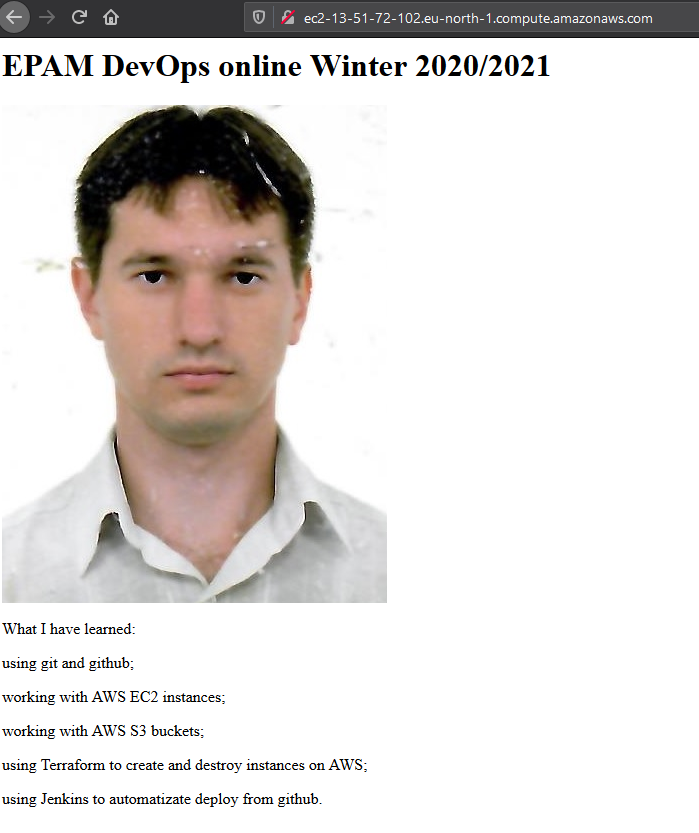 ec2-13-51-72-102.eu-north-1.compute.amazonaws.com
EPAM DevOps online Winter 2020/2021
What I have learned:
using git and github;
working with AWS EC2 instances;
working with AWS S3 buckets;
using Terraform to create and destroy instances on AWS;
using Jenkins to automatizate deploy from github.